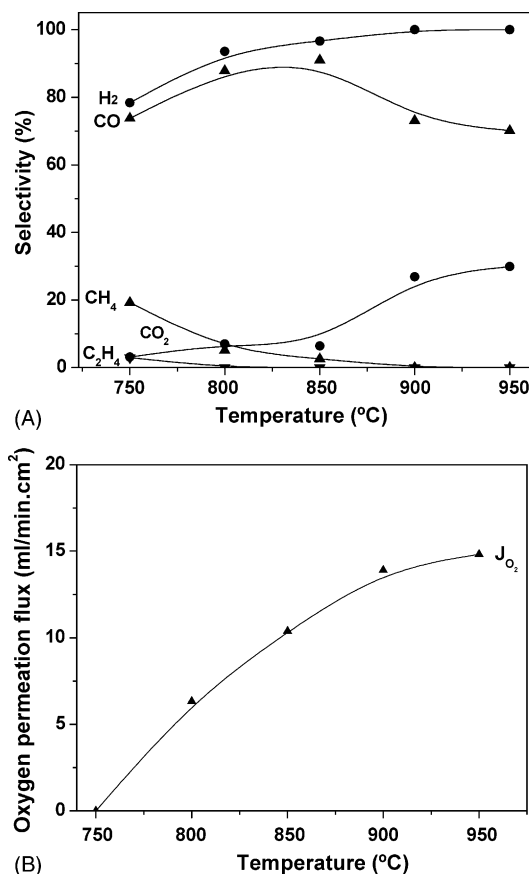 100
80
60
40
20
0
Selectivity (%)
H2
CO
CH4
CO2
C2H4
750 800 850 900 950
Temperature (ºC)
(A)
20
15
10
5
0
Oxygen permeation flux (ml/min.cm²)
JO2
750 800 850 900 950
Temperature (ºC)
(B)